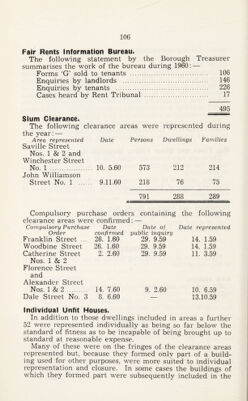 106
Fair Rents Information Bureau.
The following statement by the Borough Treasurer
summarises the work of the bureau during 1960:—
Forms 'G' sold to tenants ........ 106
Enquiries by landlords ........ 146
Enquiries by tenants ........ 226
Cases heard by Rent Tribunal ........ 17
495
Slum Clearance.
The following clearance areas were represented during
the year:—
Area represented Date Persons Dwellings Families
Saville Street
Nos. 1 & 2 and
Winchester Street
No. 1 ........ 10. 5.60 573 212 214
John Williamson
Street No. 1 ...... 9.11.60 218 76 75
791 288 289
Compulsory purchase orders containing the following
clearance areas were confirmed:—
Compulsory Purchase Date Date of Date represented
Order confirmed public inquiry
Franklin Street ... 26. 1.60 29. 9.59 14. 1.59
Woodbine Street 26. 1.60 29. 9.59 14. 1.59
Catherine Street 2. 2.60 29. 9.59 11. 3.59
Nos. 1 & 2
Florence Street
and
Alexander Street
Nos. 1 & 2 ...... 14. 7.60 9. 2.60 10. 6.59
Dale Street No. 3 8. 6.60 — 13.10.59
Individual Unfit Houses.
In addition to those dwellings included in areas a further
52 were represented individually as being so far below the
standard of fitness as to be incapable of being brought up to
standard at reasonable expense.
Many of these were on the fringes of the clearance areas
represented but, because they formed only part of a build-
ing used for other purposes, were more suited to individual
representation and closure. In some cases the buildings of
which they formed part were subsequently included in the